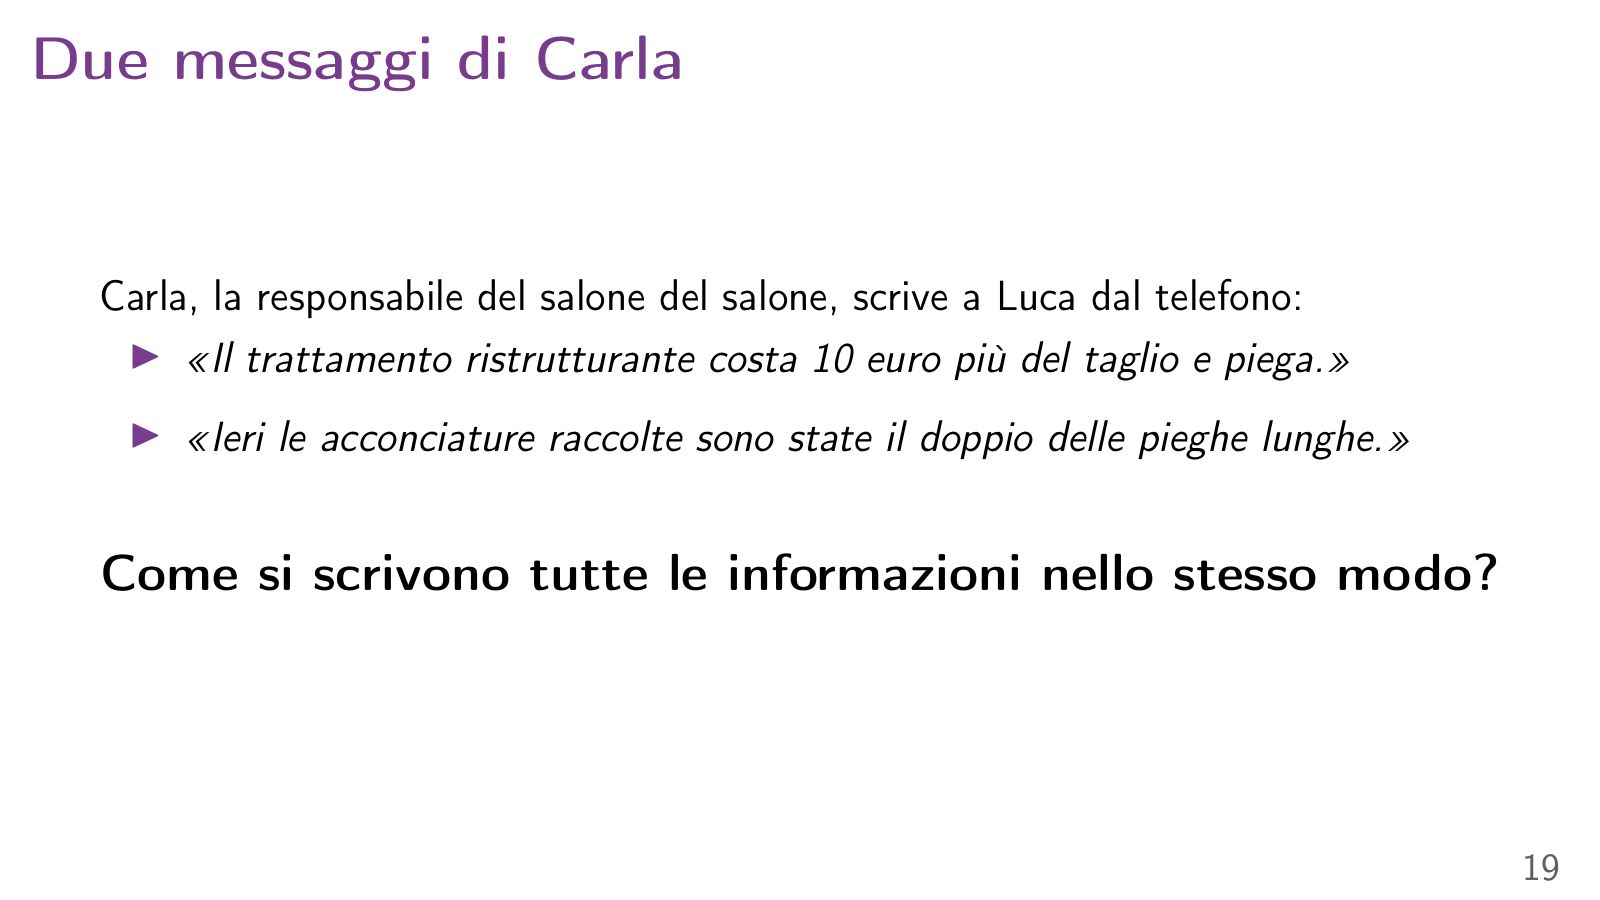 Due messaggi di Carla
Carla, la responsabile del salone del salone, scrive a Luca dal telefono:
▶ «Il trattamento ristrutturante costa 10 euro più del taglio e piega.»
▶ «Ieri le acconciature raccolte sono state il doppio delle pieghe lunghe.»
Come si scrivono tutte le informazioni nello stesso modo?
19